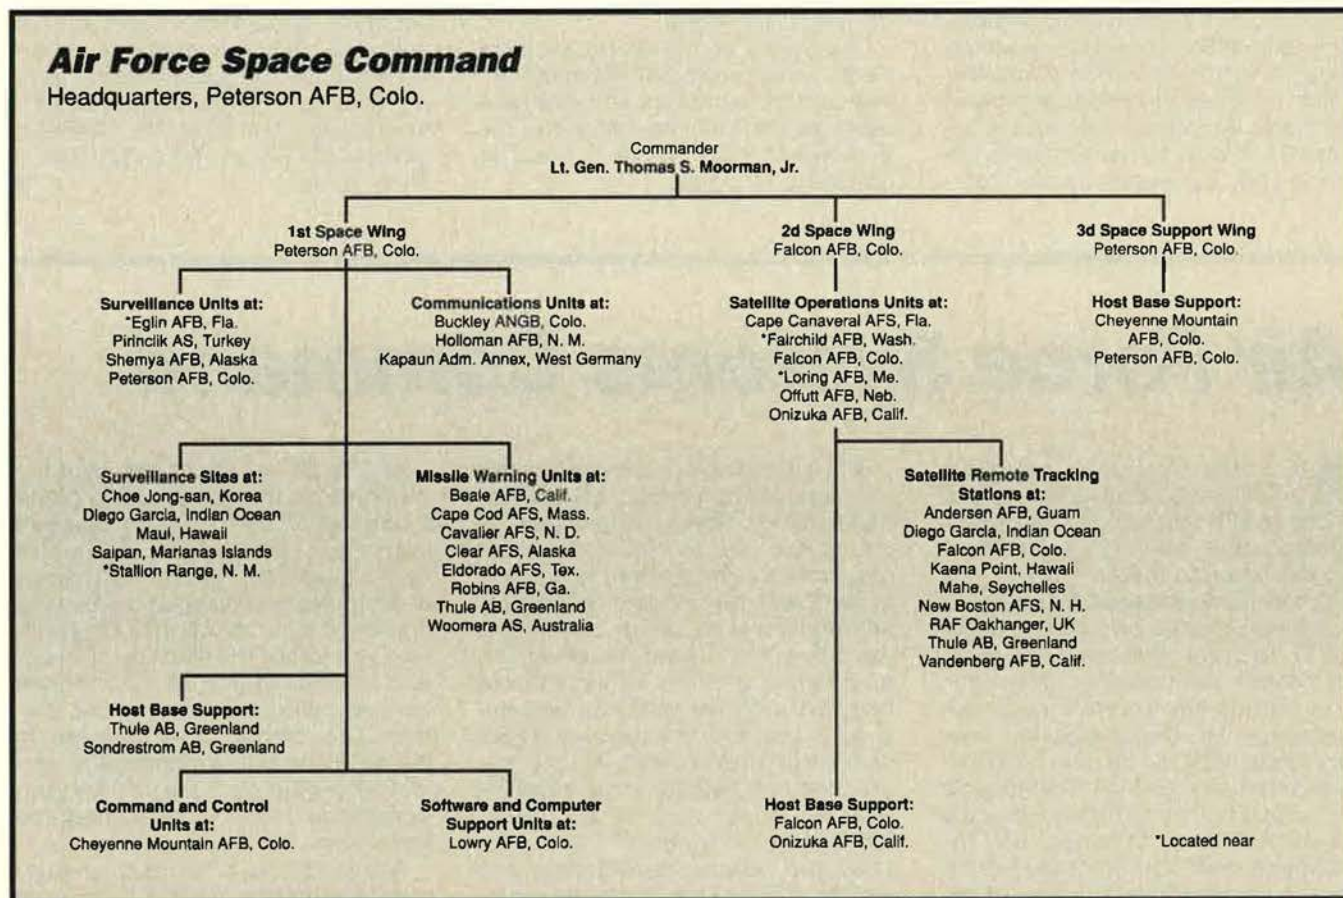 Air Force Space Command
Headquarters, Peterson AFB, Colo.
Commander
Lt. Gen. Thomas S. Moorman, Jr.
1st Space Wing
Peterson AFB, Colo.
2d Space Wing
Falcon AFB, Colo.
3d Space Support Wing
Peterson AFB, Colo.
Surveillance Units at:
*Eglin AFB, Fla.
Pirinclik AS, Turkey
Shemya AFB, Alaska
Peterson AFB, Colo.
Communications Units at:
Buckley ANGB, Colo.
Holloman AFB, N. M.
Kapaun Adm. Annex, West Germany
Satellite Operations Units at:
Cape Canaveral AFS, Fla.
*Fairchild AFB, Wash.
Falcon AFB, Colo.
*Loring AFB, Me.
Offutt AFB, Neb.
Onizuka AFB, Calif.
Host Base Support:
Cheyenne Mountain
AFB, Colo.
Peterson AFB, Colo.
Surveillance Sites at:
Choe Jong-san, Korea
Diego Garcia, Indian Ocean
Maui, Hawaii
Saipan, Marianas Islands
*Stallion Range, N. M.
Missile Warning Units at:
Beale AFB, Calif.
Cape Cod AFS, Mass.
Cavalier AFS, N. D.
Clear AFS, Alaska
Eldorado AFS, Tex.
Robins AFB, Ga.
Thule AB, Greenland
Woomera AS, Australia
Satellite Remote Tracking
Stations at:
Andersen AFB, Guam
Diego Garcia, Indian Ocean
Falcon AFB, Colo.
Kaena Point, Hawaii
Mahe, Seychelles
New Boston AFS, N. H.
RAF Oakhanger, UK
Thule AB, Greenland
Vandenberg AFB, Calif.
Host Base Support:
Thule AB, Greenland
Sondrestrom AB, Greenland
Command and Control
Units at:
Cheyenne Mountain AFB, Colo.
Software and Computer
Support Units at:
Lowry AFB, Colo.
Host Base Support:
Falcon AFB, Colo.
Onizuka AFB, Calif.
*Located near